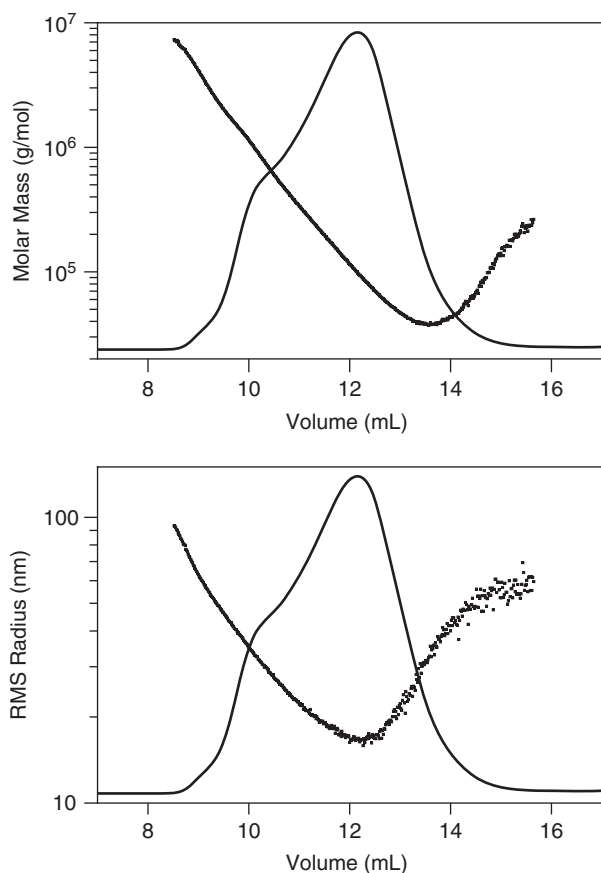 10⁷
10⁶
10⁵
Molar Mass (g/mol)
8 10 12 14 16
Volume (mL)
100
10
RMS Radius (nm)
8 10 12 14 16
Volume (mL)